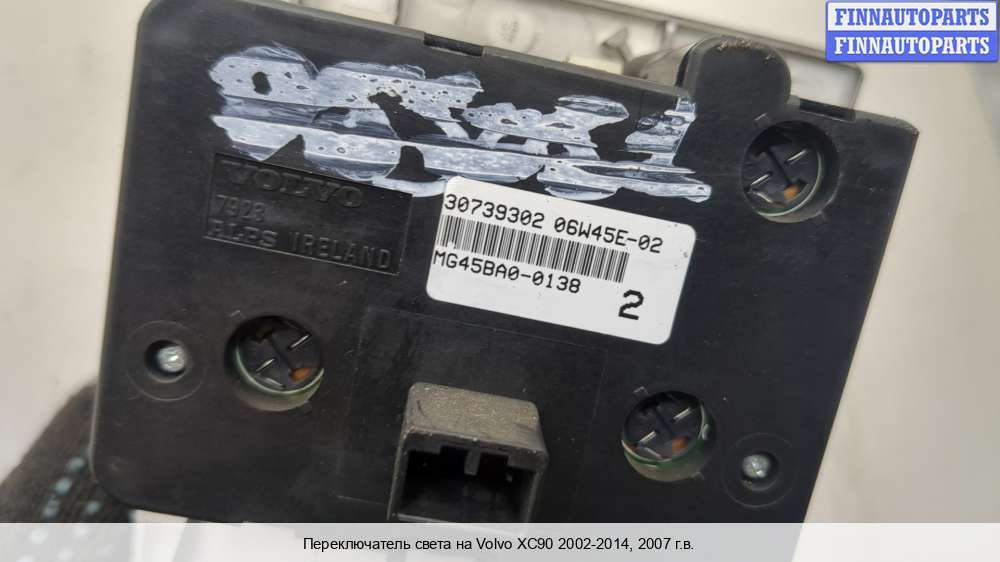 FINNAUTOPARTS
FINNAUTOPARTS
VOLVO
7923
ALPS IRELAND
30739302 06W45E-02
MG45BA0-0138
2
Переключатель света на Volvo XC90 2002-2014, 2007 г.в.